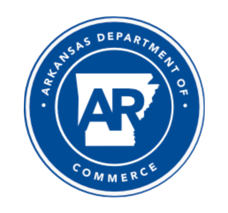 • ARKANSAS DEPARTMENT OF •
AR
COMMERCE